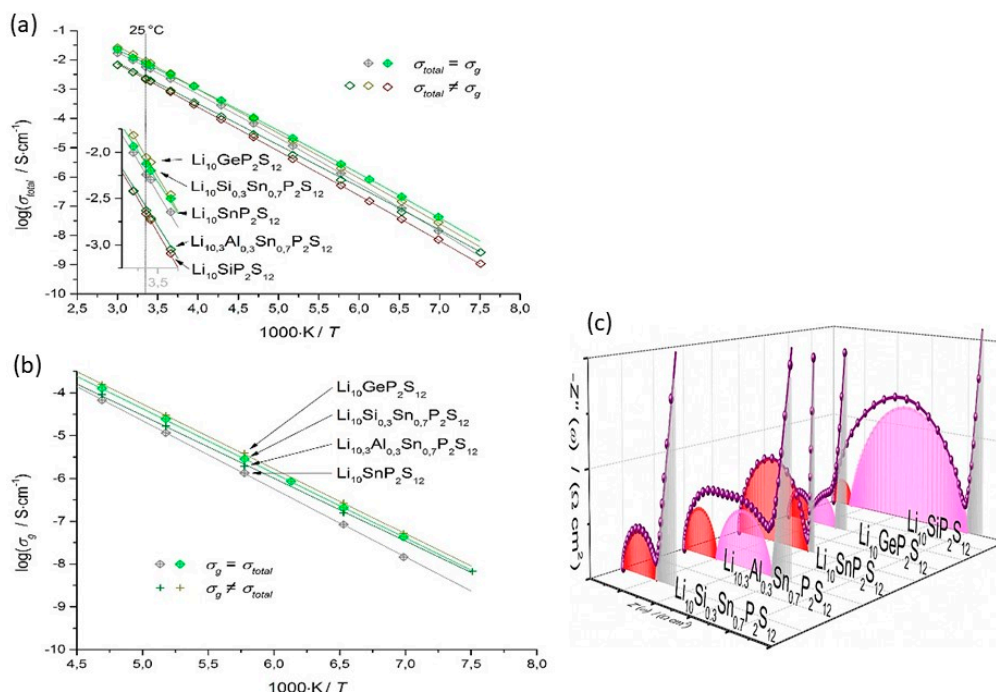 (a)
25 °C
-1
-2
-3
-4
-5
-6
-7
-8
-9
-10
log(σtotal / S·cm⁻¹)
σtotal = σg
σtotal ≠ σg
-2,0
-2,5
-3,0
3,5
Li10GeP2S12
Li10Si0,3Sn0,7P2S12
Li10SnP2S12
Li10,3Al0,3Sn0,7P2S12
Li10SiP2S12
2,5 3,0 3,5 4,0 4,5 5,0 5,5 6,0 6,5 7,0 7,5 8,0
1000·K / T
(b)
-4
-5
-6
-7
-8
-9
-10
log(σg / S·cm⁻¹)
Li10GeP2S12
Li10Si0,3Sn0,7P2S12
Li10,3Al0,3Sn0,7P2S12
Li10SnP2S12
σg = σtotal
σg ≠ σtotal
4,5 5,0 5,5 6,0 6,5 7,0 7,5 8,0
1000·K / T
(c)
-Z'' (ω) / (Ω cm²)
Z'(ω) / (Ω cm²)
Li10SiP2S12
Li10GeP2S12
Li10SnP2S12
Li10.3Al0.3Sn0.7P2S12
Li10Si0.3Sn0.7P2S12